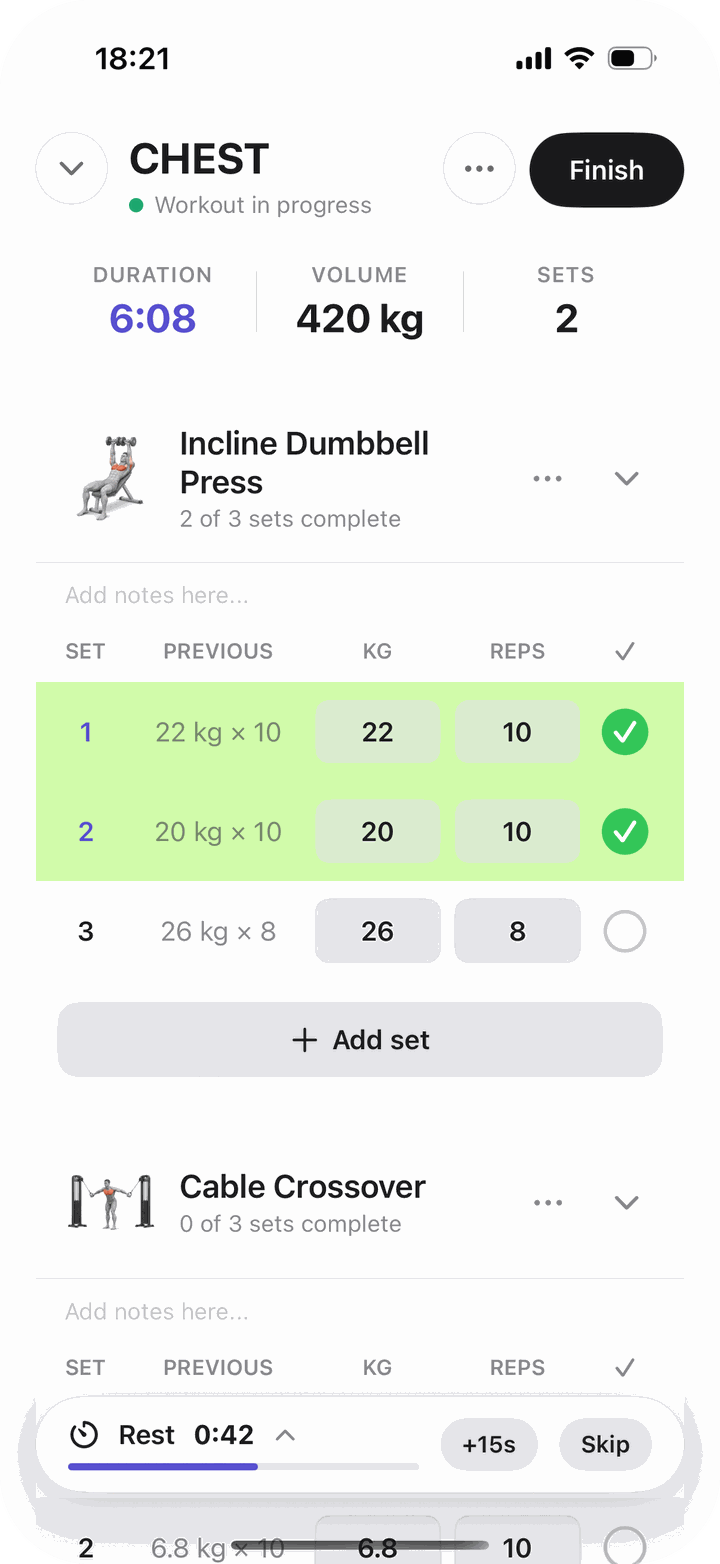 18:21
CHEST
Workout in progress
Finish
DURATION VOLUME SETS
6:08 420 kg 2
Incline Dumbbell
Press
2 of 3 sets complete
Add notes here...
SET PREVIOUS KG REPS ✓
1 22 kg × 10 22 10
2 20 kg × 10 20 10
3 26 kg × 8 26 8
+ Add set
Cable Crossover
0 of 3 sets complete
Add notes here...
SET PREVIOUS KG REPS ✓
Rest 0:42 +15s Skip
2 6.8 kg × 10 6.8 10